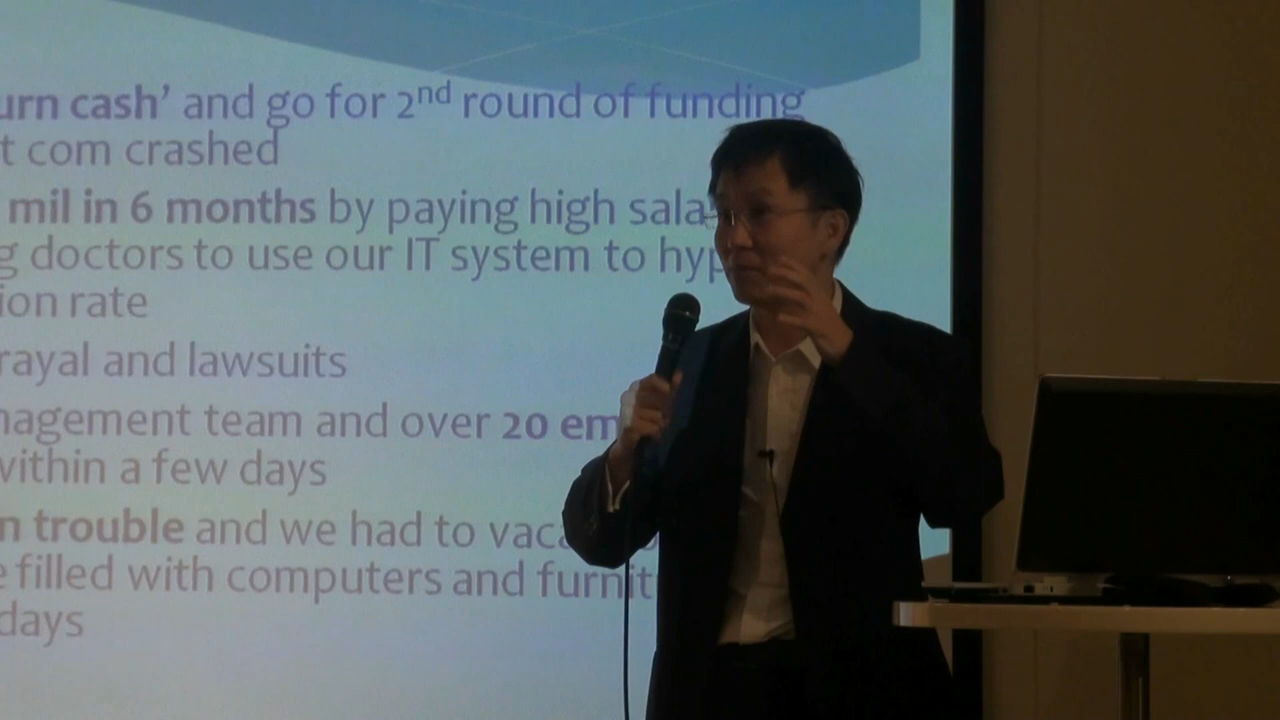 urn cash' and go for 2nd round of funding
t com crashed
mil in 6 months by paying high sala
g doctors to use our IT system to hyp
ion rate
rayal and lawsuits
nagement team and over 20 em
within a few days
n trouble and we had to vaca
e filled with computers and furnit
days